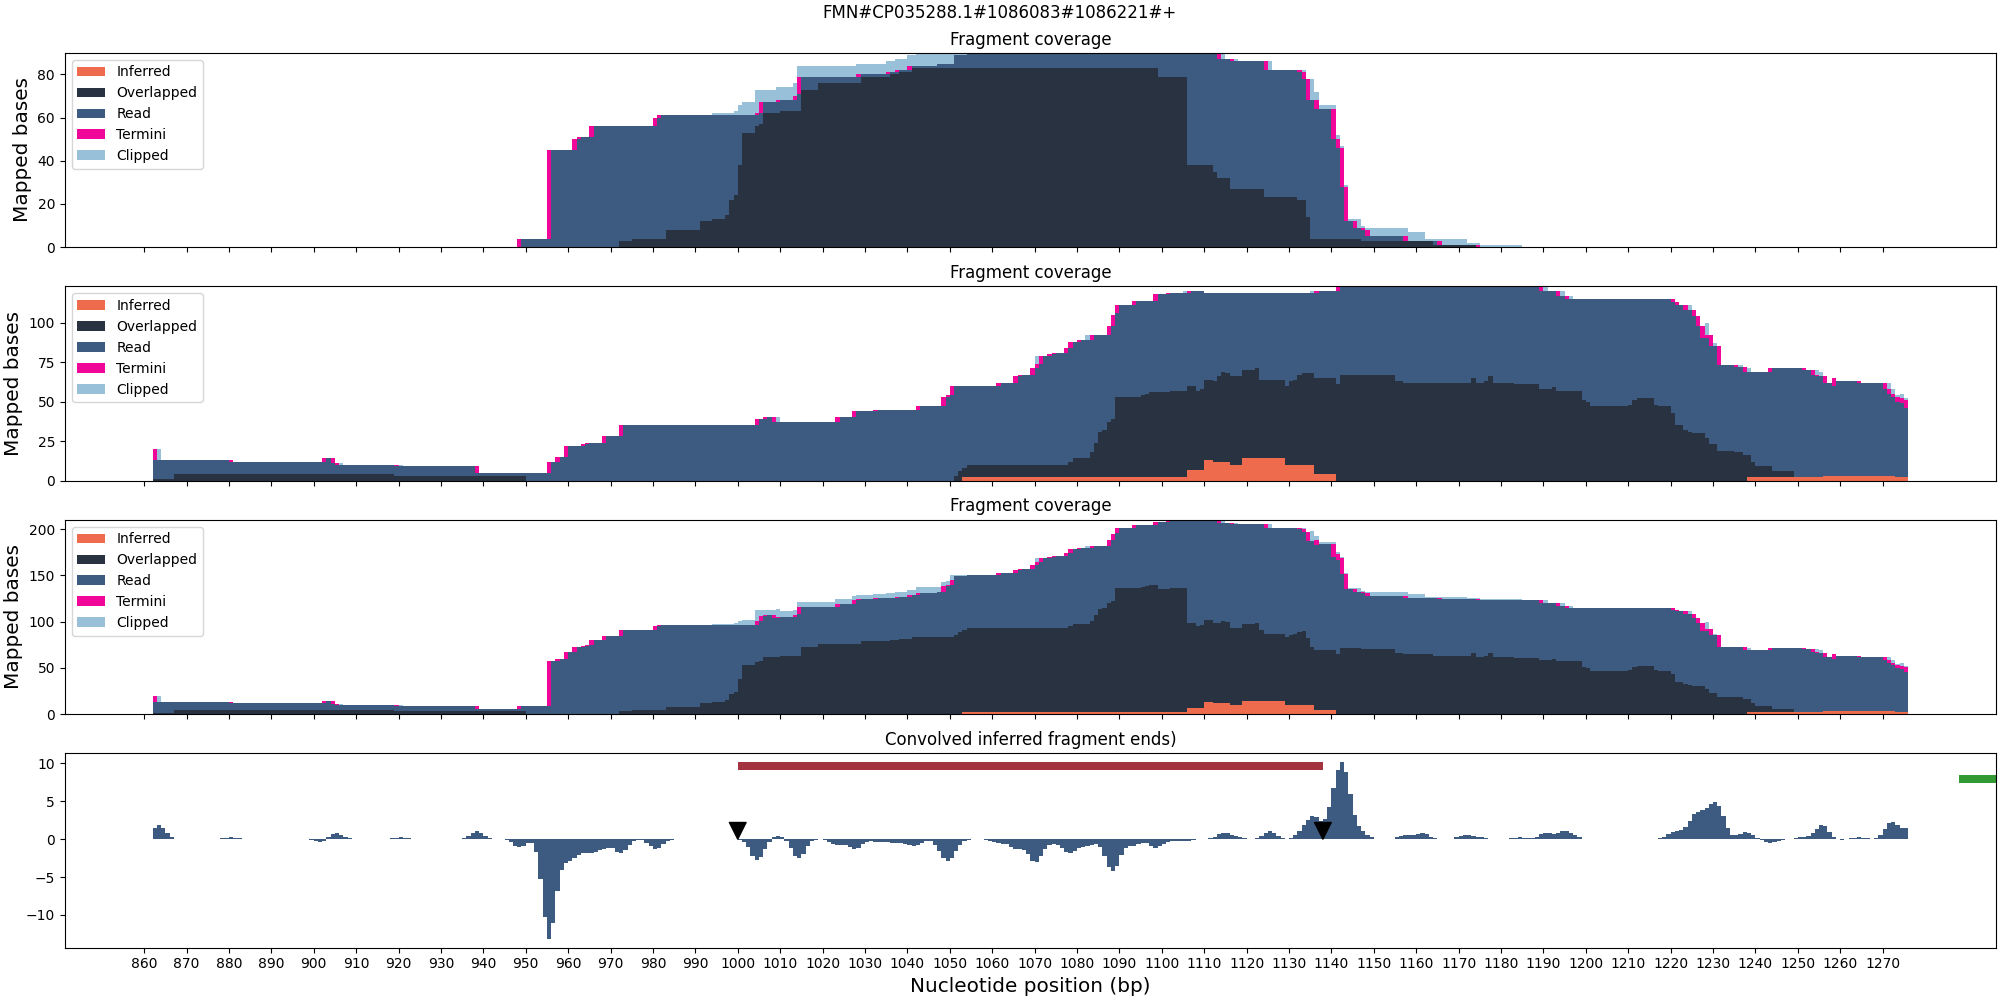 FMN#CP035288.1#1086083#1086221#+
Fragment coverage
Mapped bases
80
60
40
20
0
Inferred
Overlapped
Read
Termini
Clipped
Fragment coverage
Mapped bases
100
75
50
25
0
Inferred
Overlapped
Read
Termini
Clipped
Fragment coverage
Mapped bases
200
150
100
50
0
Inferred
Overlapped
Read
Termini
Clipped
Convolved inferred fragment ends)
10
5
0
−5
−10
860 870 880 890 900 910 920 930 940 950 960 970 980 990 1000 1010 1020 1030 1040 1050 1060 1070 1080 1090 1100 1110 1120 1130 1140 1150 1160 1170 1180 1190 1200 1210 1220 1230 1240 1250 1260 1270
Nucleotide position (bp)